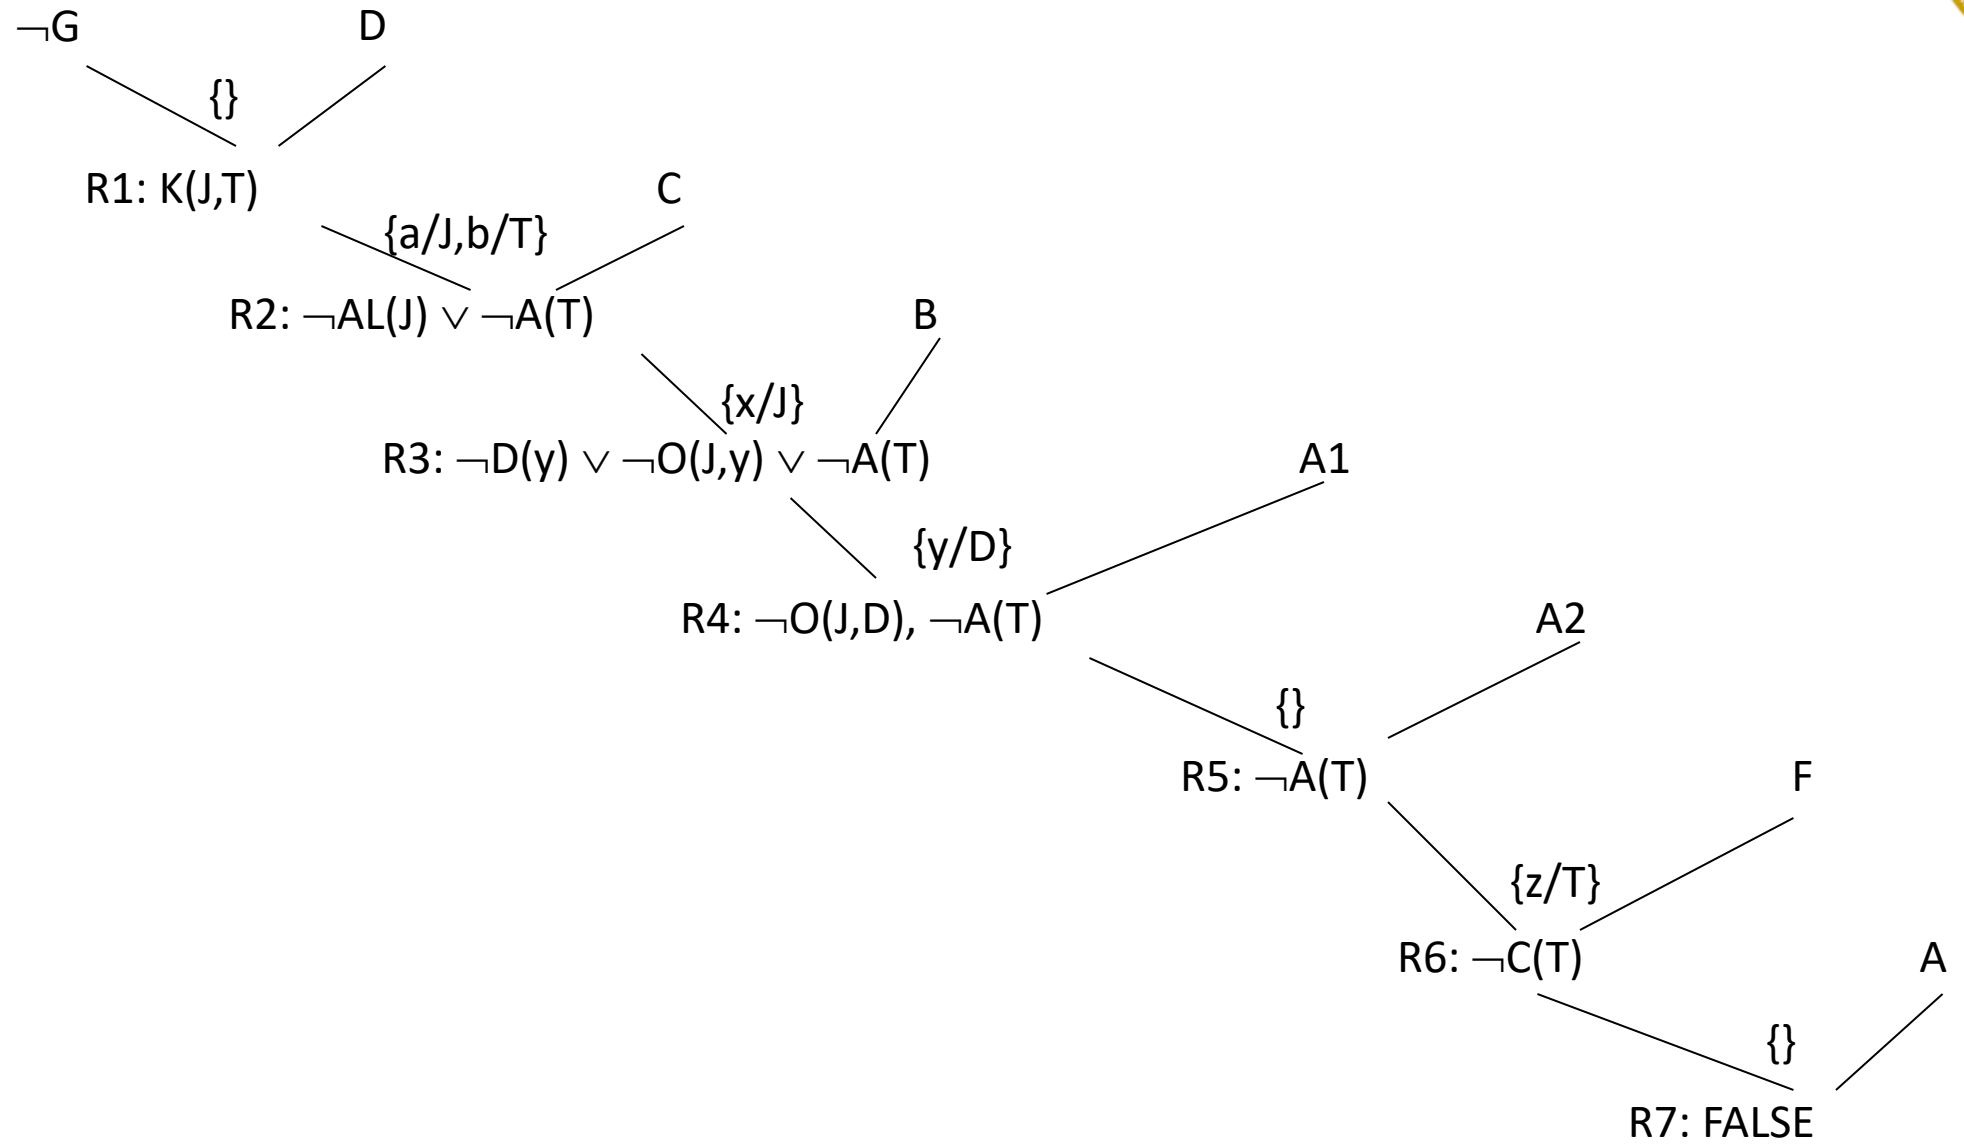 ¬G D
{}
R1: K(J,T) C
{a/J,b/T}
R2: ¬AL(J) ∨ ¬A(T) B
{x/J}
R3: ¬D(y) ∨ ¬O(J,y) ∨ ¬A(T) A1
{y/D}
R4: ¬O(J,D), ¬A(T) A2
{}
R5: ¬A(T) F
{z/T}
R6: ¬C(T) A
{}
R7: FALSE